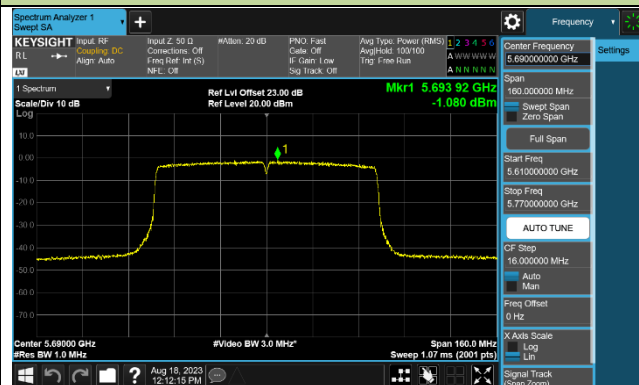 Spectrum Analyzer 1
Swept SA
Frequency
KEYSIGHT Input: RF
RL
Coupling: DC
Align: Auto
LXI
Input Z: 50 Ω
Corrections: Off
Freq Ref: Int (S)
NFE: Off
#Atten: 20 dB
PNO: Fast
Gate: Off
IF Gain: Low
Sig Track: Off
Avg Type: Power (RMS)
Avg|Hold: 100/100
Trig: Free Run
1 2 3 4 5 6
A W W W W W
A N N N N N
1 Spectrum
Scale/Div 10 dB
Log
Ref Lvl Offset 23.00 dB
Ref Level 20.00 dBm
Mkr1 5.693 92 GHz
-1.080 dBm
10.0
0.00
-10.0
-20.0
-30.0
-40.0
-50.0
-60.0
-70.0
1
Center 5.69000 GHz
#Res BW 1.0 MHz
#Video BW 3.0 MHz*
Span 160.0 MHz
Sweep 1.07 ms (2001 pts)
Aug 18, 2023
12:12:15 PM
Center Frequency
5.690000000 GHz
Settings
Span
160.000000 MHz
Swept Span
Zero Span
Full Span
Start Freq
5.610000000 GHz
Stop Freq
5.770000000 GHz
AUTO TUNE
CF Step
16.000000 MHz
Auto
Man
Freq Offset
0 Hz
X Axis Scale
Log
Lin
Signal Track
(Span Zoom)